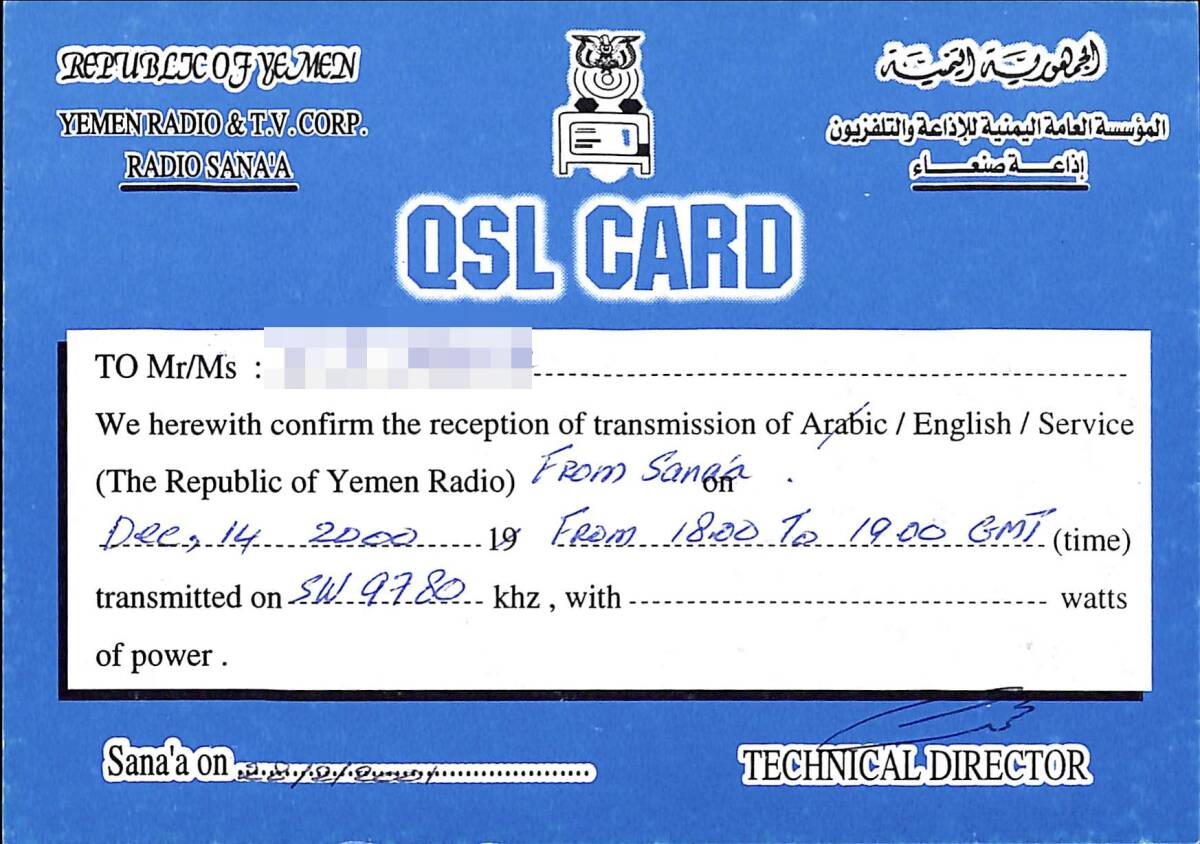 REPUBLIC OF YEMEN
YEMEN RADIO & T.V. CORP.
RADIO SANA'A
الجمهورية اليمنية
المؤسسة العامة اليمنية للإذاعة والتلفزيون
إذاعة صنعاء
QSL CARD
TO Mr/Ms :
We herewith confirm the reception of transmission of Arabic / English / Service
(The Republic of Yemen Radio) From Sana'a on .
Dec, 14 2000 19 From 18:00 To 19 00 GMT (time)
transmitted on SW 9780 khz , with watts
of power .
Sana'a on
TECHNICAL DIRECTOR